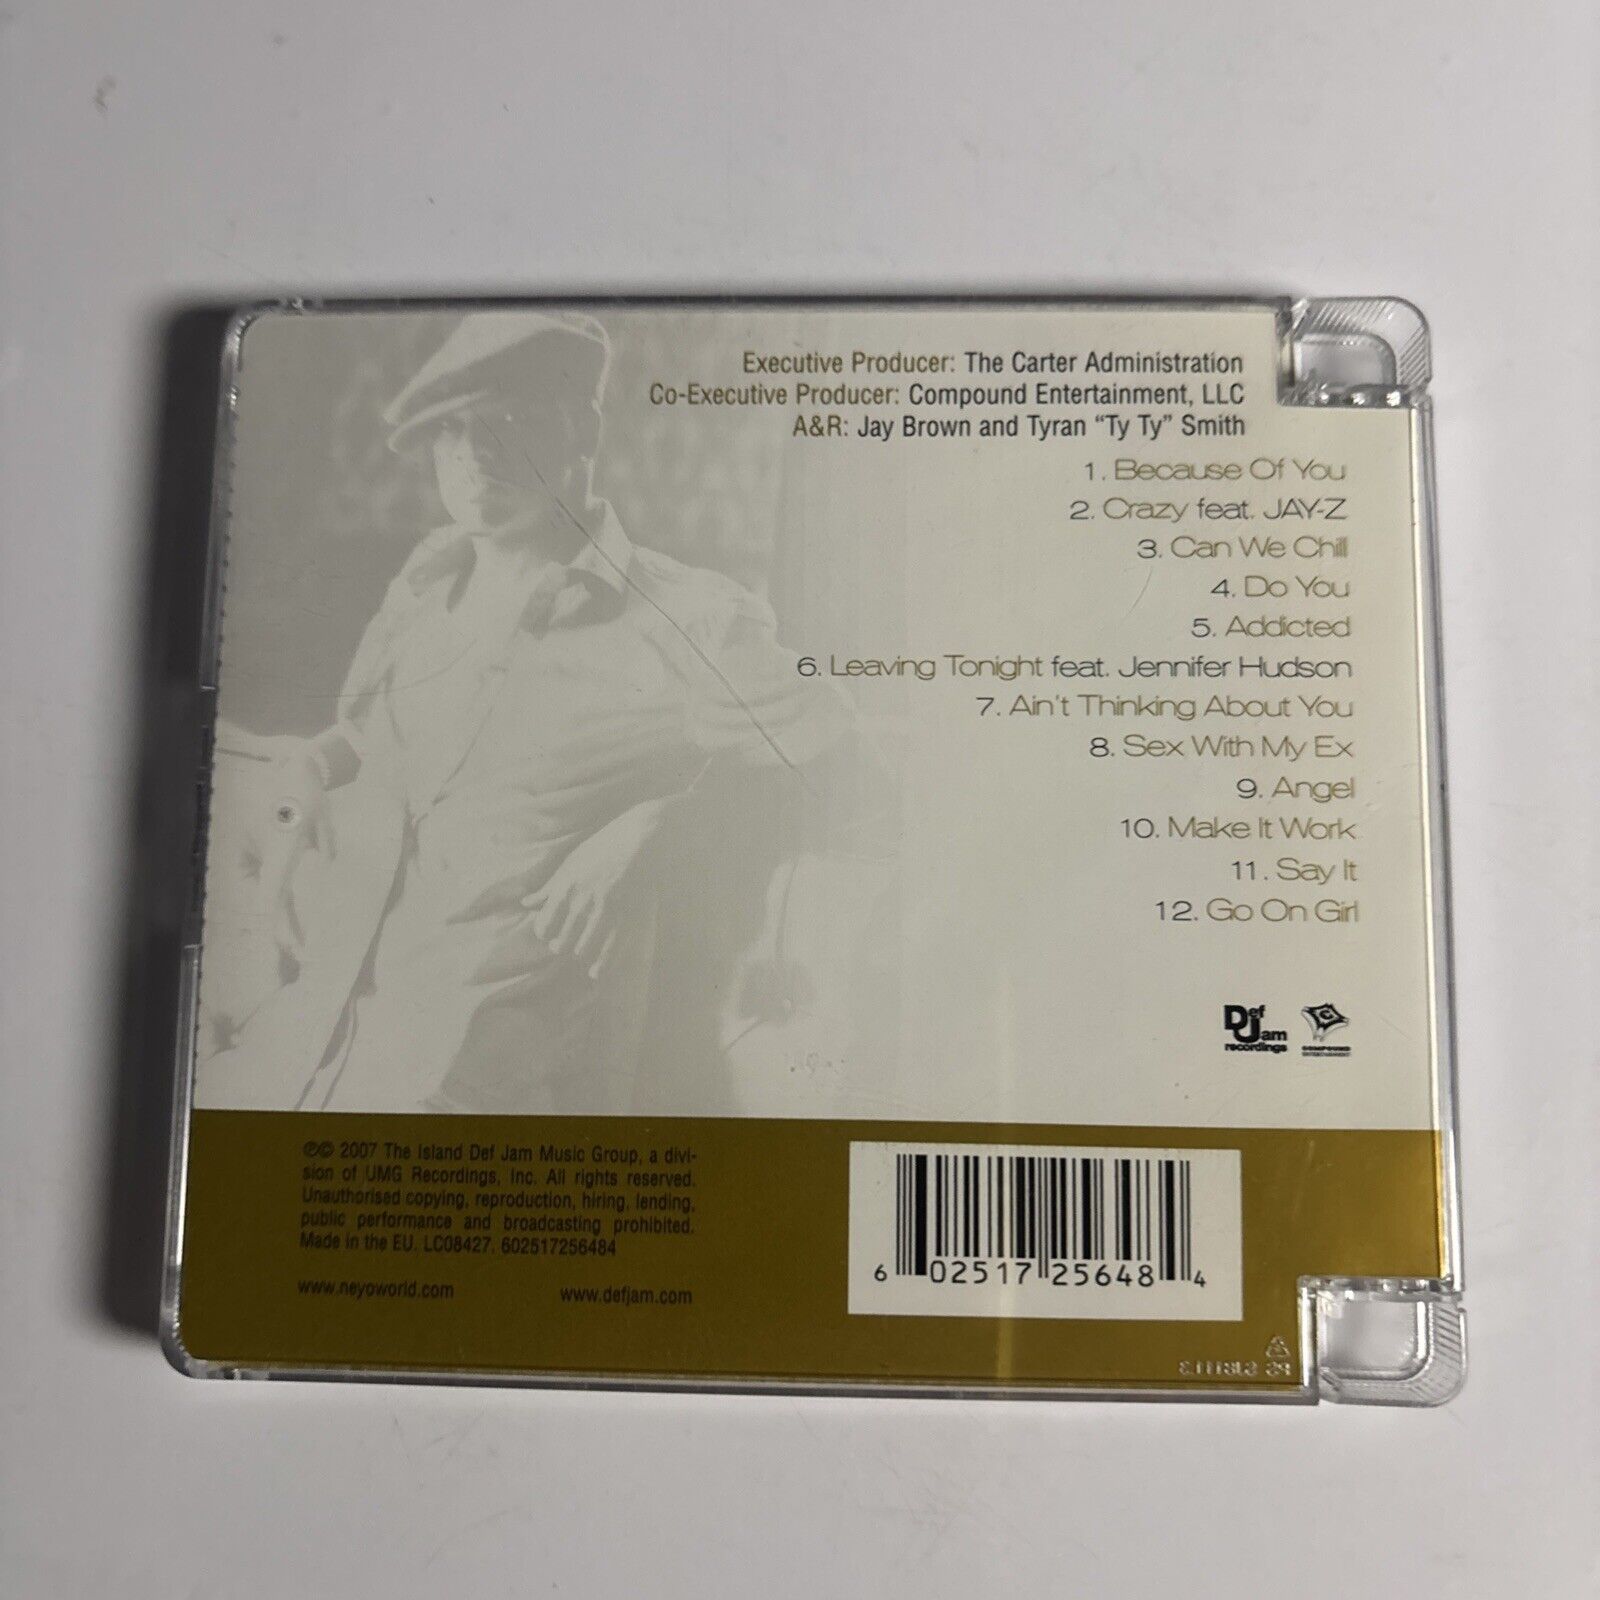 Executive Producer: The Carter Administration
Co-Executive Producer: Compound Entertainment, LLC
A&R: Jay Brown and Tyran “Ty Ty” Smith
1. Because Of You
2. Crazy feat. JAY-Z
3. Can We Chill
4. Do You
5. Addicted
6. Leaving Tonight feat. Jennifer Hudson
7. Ain't Thinking About You
8. Sex With My Ex
9. Angel
10. Make It Work
11. Say It
12. Go On Girl
Def Jam recordings
COMPOUND
ENTERTAINMENT
℗© 2007 The Island Def Jam Music Group, a divi-
sion of UMG Recordings, Inc. All rights reserved.
Unauthorised copying, reproduction, hiring, lending,
public performance and broadcasting prohibited.
Made in the EU. LC08427. 602517256484
www.neyoworld.com www.defjam.com
6 02517 25648 4
PS